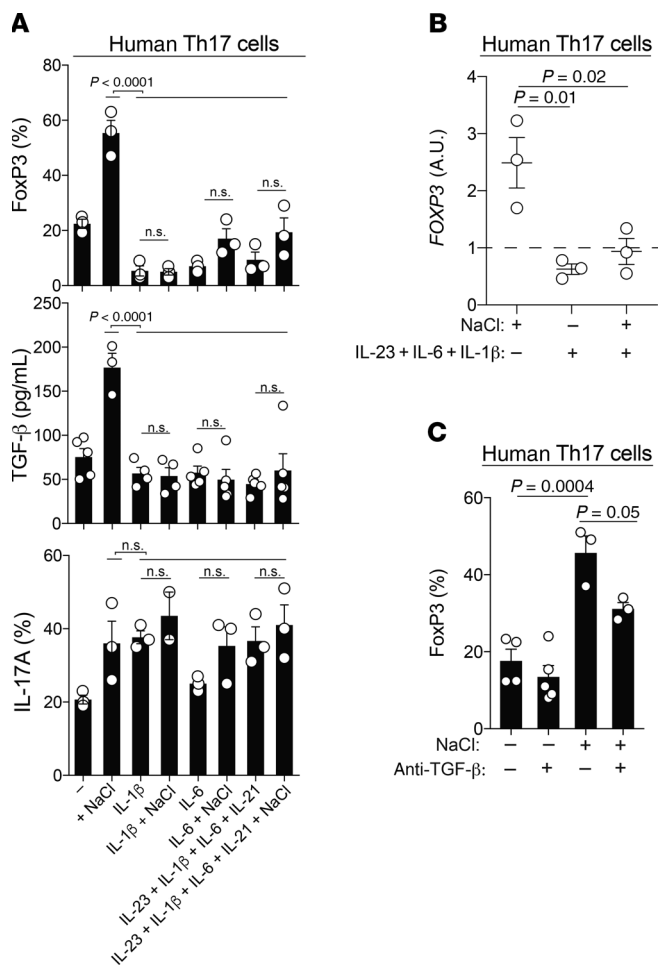 A
Human Th17 cells
FoxP3 (%)
80
60
40
20
0
P < 0.0001
n.s.
n.s.
n.s.
TGF-β (pg/mL)
250
200
150
100
50
0
P < 0.0001
n.s.
n.s.
n.s.
IL-17A (%)
60
40
20
0
n.s.
n.s.
n.s.
n.s.
–
+ NaCl
IL-1β
IL-1β + NaCl
IL-6
IL-6 + NaCl
IL-23 + IL-1β + IL-6 + IL-21
IL-23 + IL-1β + IL-6 + IL-21 + NaCl
B
Human Th17 cells
FOXP3 (A.U.)
4
3
2
1
0
P = 0.02
P = 0.01
NaCl: + – +
IL-23 + IL-6 + IL-1β: – + +
C
Human Th17 cells
FoxP3 (%)
60
40
20
0
P = 0.0004
P = 0.05
NaCl: – – + +
Anti-TGF-β: – + – +